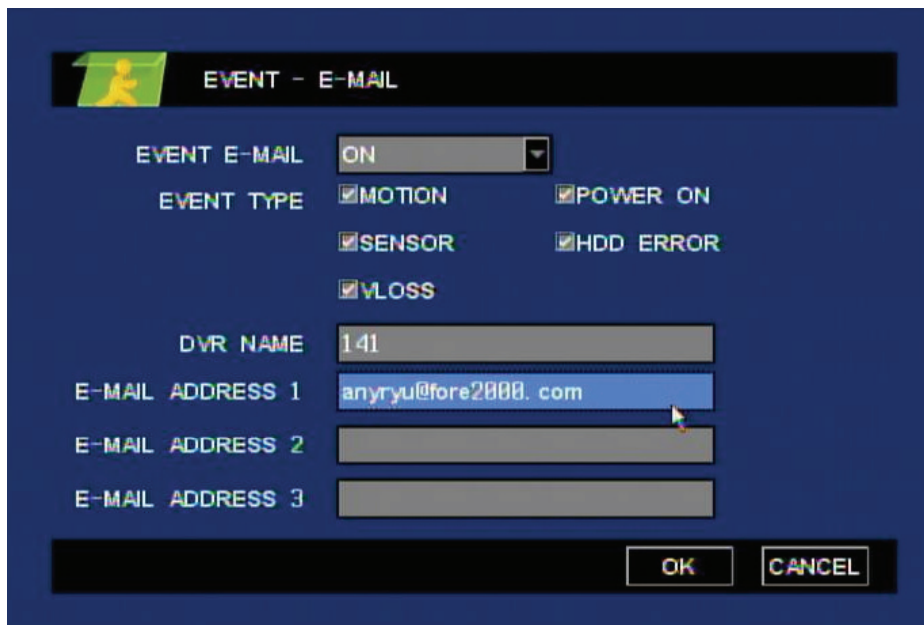 EVENT - E-MAIL
EVENT E-MAIL ON
EVENT TYPE MOTION POWER ON
SENSOR HDD ERROR
VLOSS
DVR NAME 141
E-MAIL ADDRESS 1 anyryu@fore2000. com
E-MAIL ADDRESS 2
E-MAIL ADDRESS 3
OK CANCEL